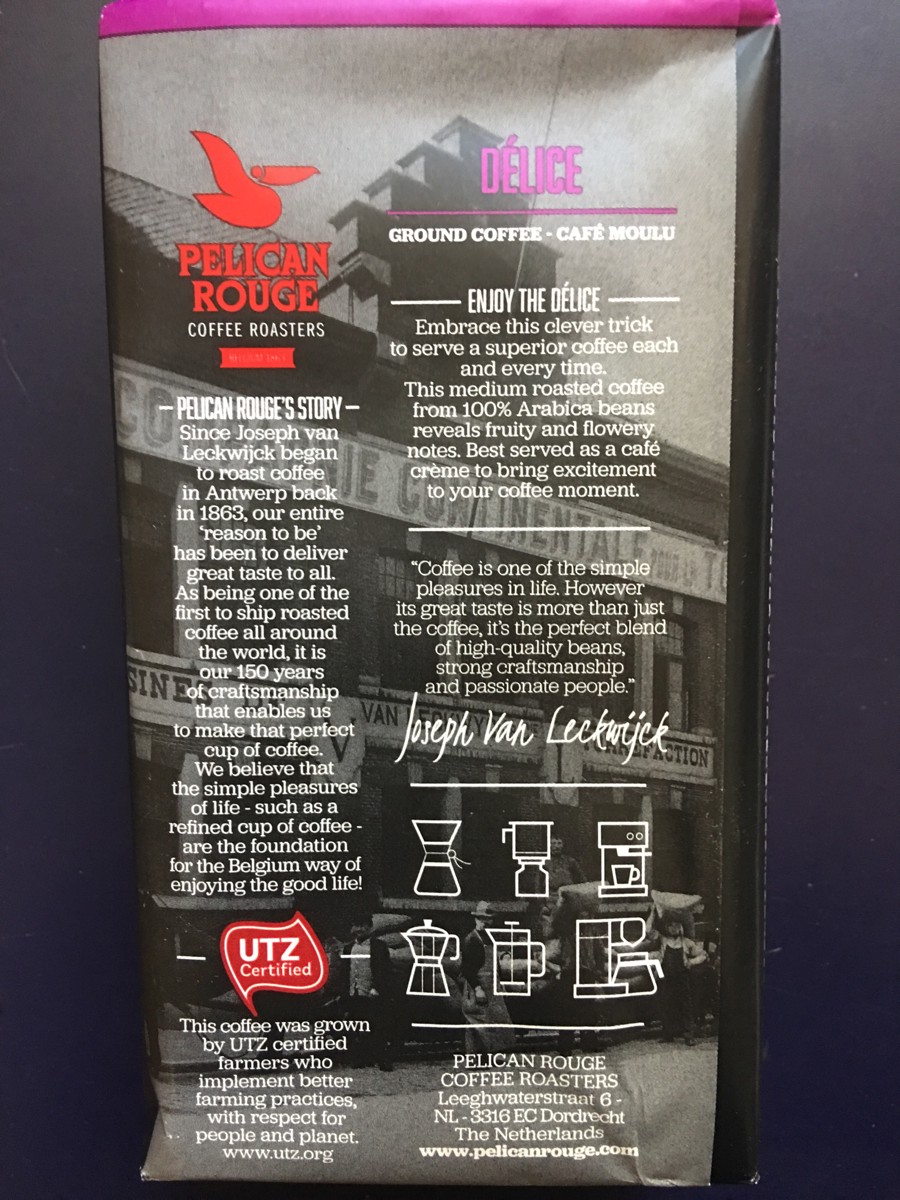 PELICAN
ROUGE
COFFEE ROASTERS
- PELICAN ROUGE'S STORY -
Since Joseph van
Leckwijck began
to roast coffee
in Antwerp back
in 1863, our entire
‘reason to be’
has been to deliver
great taste to all.
As being one of the
first to ship roasted
coffee all around
the world, it is
our 150 years
of craftsmanship
that enables us
to make that perfect
cup of coffee.
We believe that
the simple pleasures
of life - such as a
refined cup of coffee -
are the foundation
for the Belgium way of
enjoying the good life!
UTZ
Certified
This coffee was grown
by UTZ certified
farmers who
implement better
farming practices,
with respect for
people and planet.
www.utz.org
DÉLICE
GROUND COFFEE - CAFÉ MOULU
ENJOY THE DÉLICE
Embrace this clever trick
to serve a superior coffee each
and every time.
This medium roasted coffee
from 100% Arabica beans
reveals fruity and flowery
notes. Best served as a café
crème to bring excitement
to your coffee moment.
“Coffee is one of the simple
pleasures in life. However
its great taste is more than just
the coffee, it's the perfect blend
of high-quality beans,
strong craftsmanship
and passionate people.”
Joseph Van Leckwijck
PELICAN ROUGE
COFFEE ROASTERS
Leeghwaterstraat 6 -
NL - 3316 EC Dordrecht
The Netherlands
www.pelicanrouge.com
CONTINENTALE
VAN